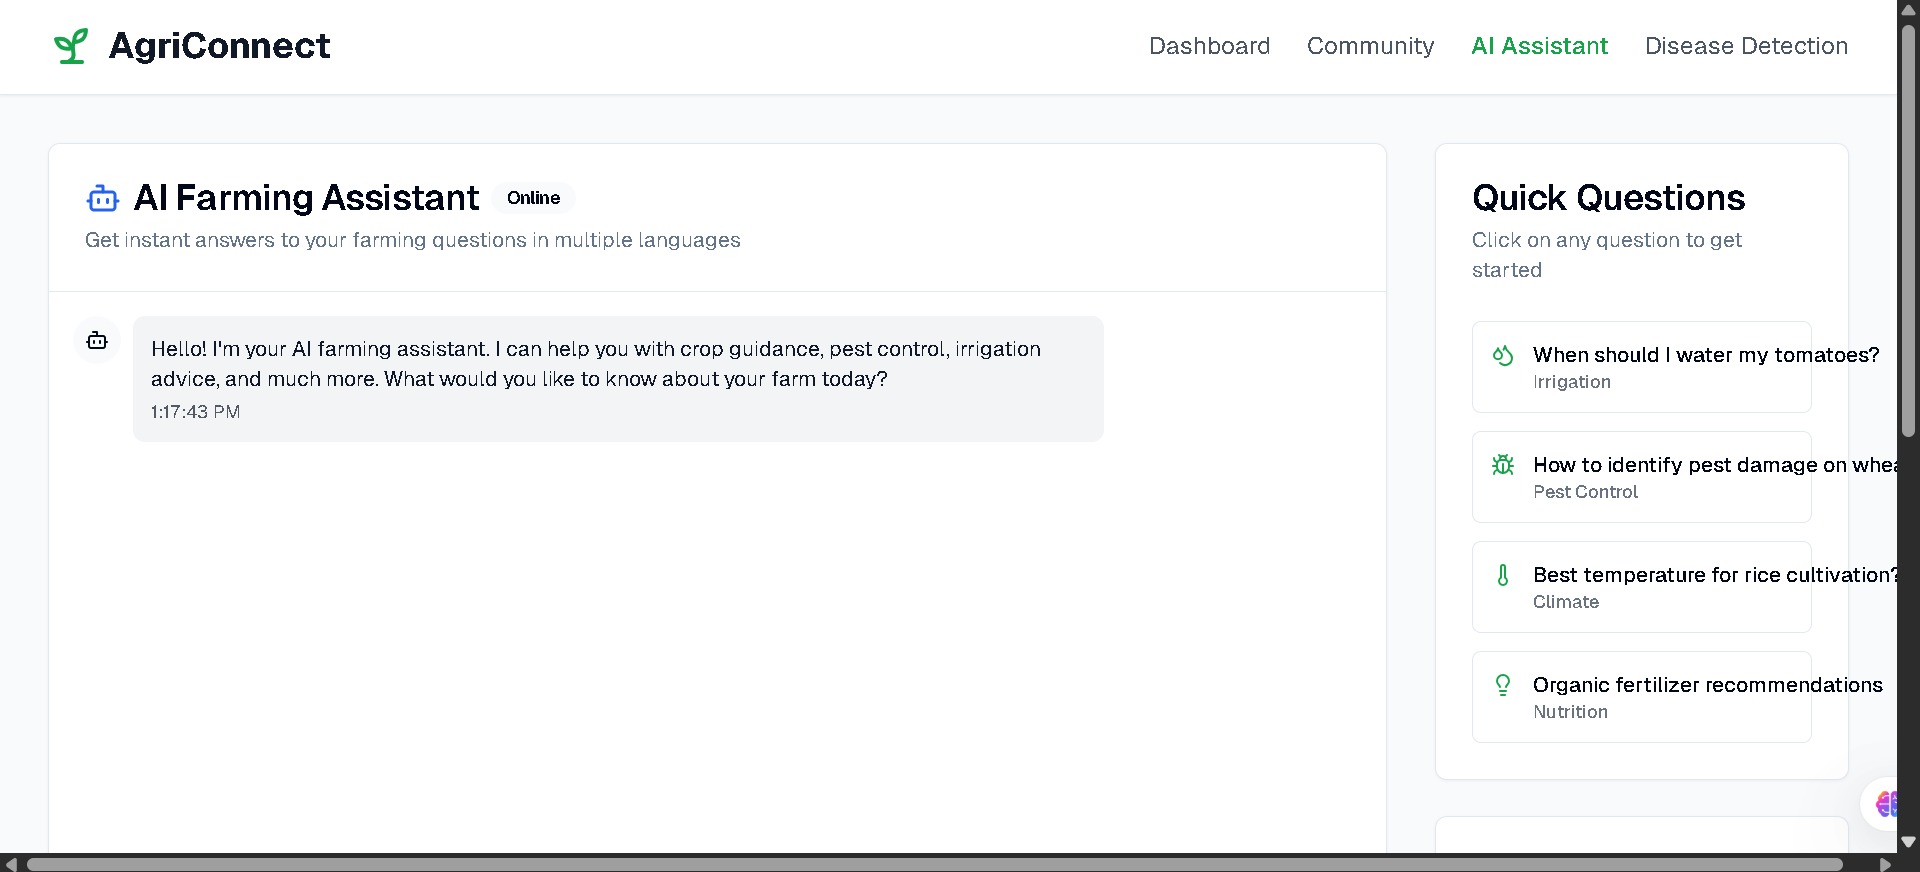 AgriConnect
Dashboard
Community
AI Assistant
Disease Detection
AI Farming Assistant
Online
Get instant answers to your farming questions in multiple languages
Hello! I'm your AI farming assistant. I can help you with crop guidance, pest control, irrigation
advice, and much more. What would you like to know about your farm today?
1:17:43 PM
Quick Questions
Click on any question to get
started
When should I water my tomatoes?
Irrigation
How to identify pest damage on whea
Pest Control
Best temperature for rice cultivation?
Climate
Organic fertilizer recommendations
Nutrition